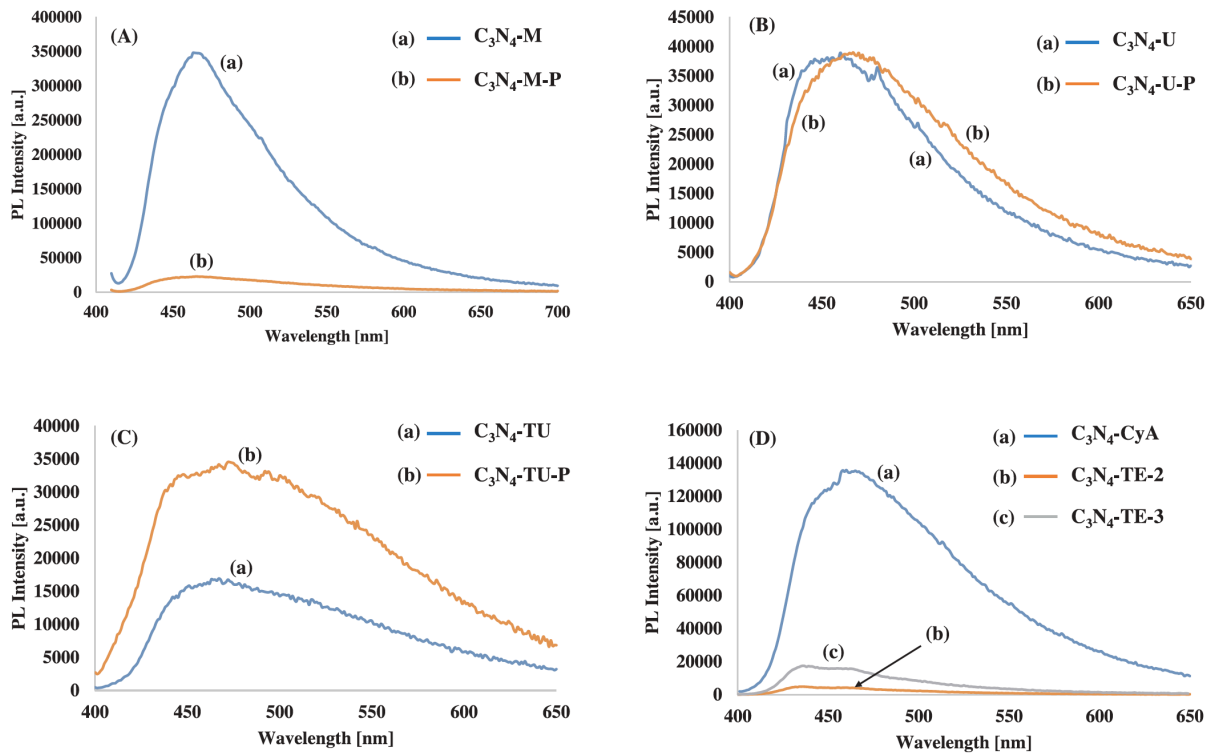 (A)
(a) C₃N₄-M
(b) C₃N₄-M-P
400000
350000
300000
250000
200000
150000
100000
50000
0
PL Intensity [a.u.]
(a)
(b)
400 450 500 550 600 650 700
Wavelength [nm]
(B)
(a) C₃N₄-U
(b) C₃N₄-U-P
45000
40000
35000
30000
25000
20000
15000
10000
5000
0
PL Intensity [a.u.]
(a)
(b)
(b)
(a)
400 450 500 550 600 650
Wavelength [nm]
(C)
(a) C₃N₄-TU
(b) C₃N₄-TU-P
40000
35000
30000
25000
20000
15000
10000
5000
0
PL Intensity [a.u.]
(b)
(a)
400 450 500 550 600 650
Wavelength [nm]
(D)
(a) C₃N₄-CyA
(b) C₃N₄-TE-2
(c) C₃N₄-TE-3
160000
140000
120000
100000
80000
60000
40000
20000
0
PL Intensity [a.u.]
(a)
(b)
(c)
400 450 500 550 600 650
Wavelength [nm]